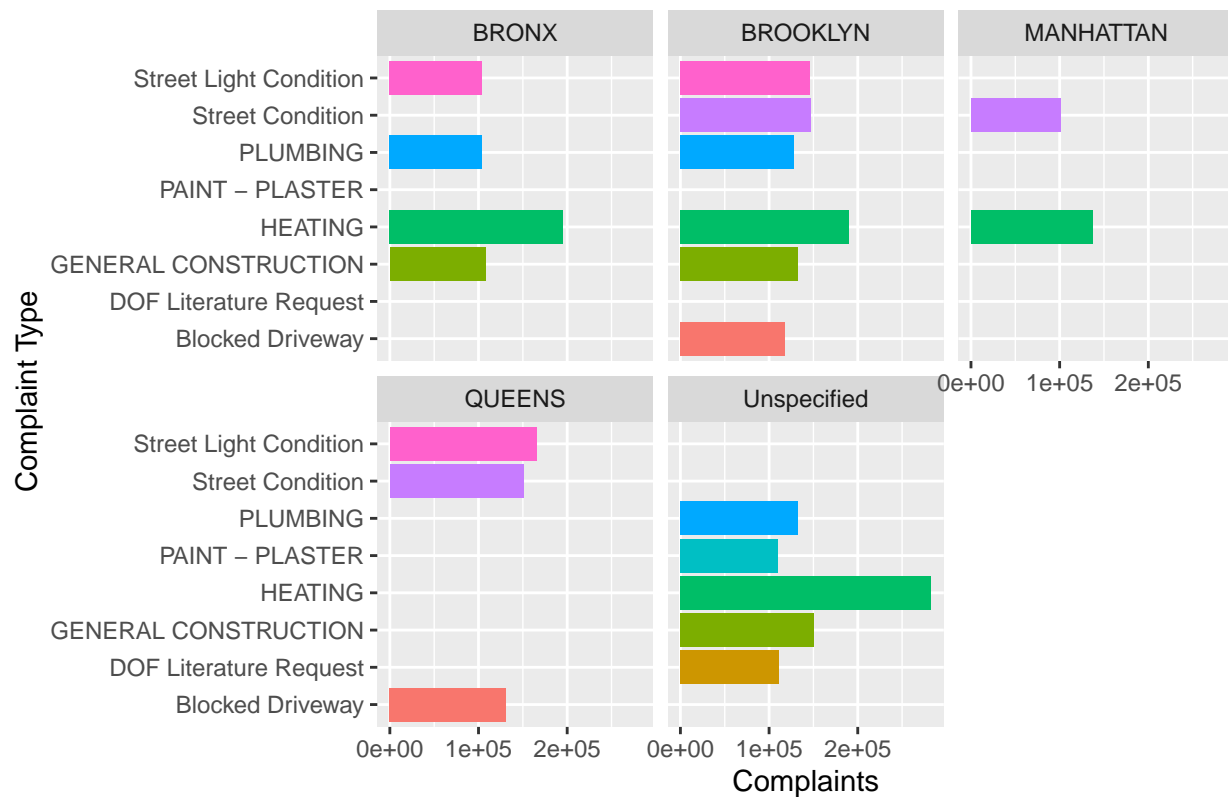 BRONX
BROOKLYN
MANHATTAN
Street Light Condition
Street Condition
PLUMBING
PAINT − PLASTER
HEATING
GENERAL CONSTRUCTION
DOF Literature Request
Blocked Driveway
0e+00 1e+05 2e+05
QUEENS
Unspecified
Street Light Condition
Street Condition
PLUMBING
PAINT − PLASTER
HEATING
GENERAL CONSTRUCTION
DOF Literature Request
Blocked Driveway
0e+00 1e+05 2e+05
0e+00 1e+05 2e+05
Complaints
Complaint Type